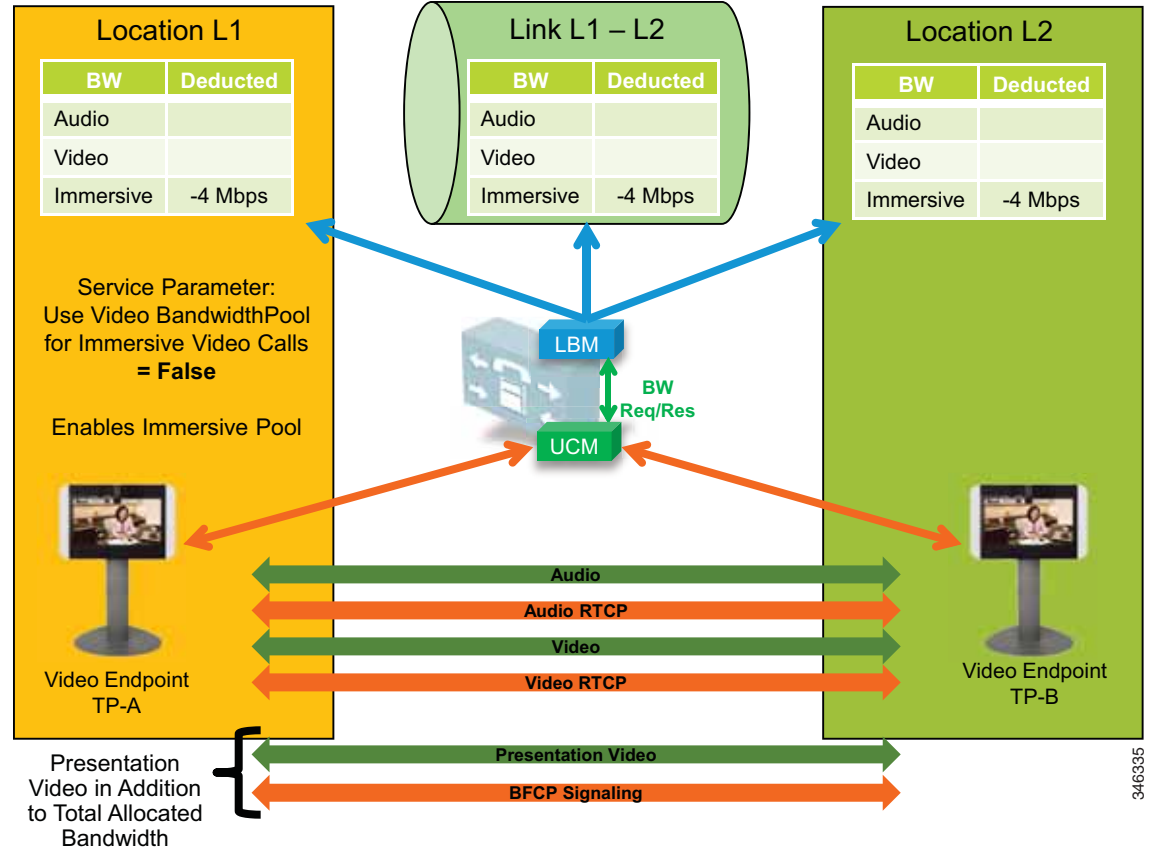 Location L1
BW Deducted
Audio
Video
Immersive -4 Mbps
Link L1 – L2
BW Deducted
Audio
Video
Immersive -4 Mbps
Location L2
BW Deducted
Audio
Video
Immersive -4 Mbps
Service Parameter:
Use Video BandwidthPool
for Immersive Video Calls
= False
Enables Immersive Pool
LBM
BW
Req/Res
UCM
Audio
Audio RTCP
Video
Video RTCP
Video Endpoint
TP-A
Video Endpoint
TP-B
Presentation
Video in Addition
to Total Allocated
Bandwidth
Presentation Video
BFCP Signaling
346335